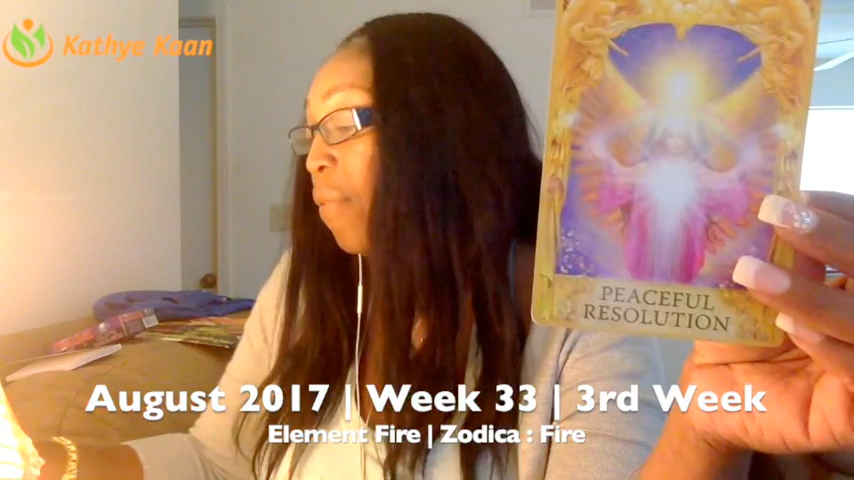 Kathye Kaan
PEACEFUL
RESOLUTION
August 2017 | Week 33 | 3rd Week
Element Fire | Zodica : Fire